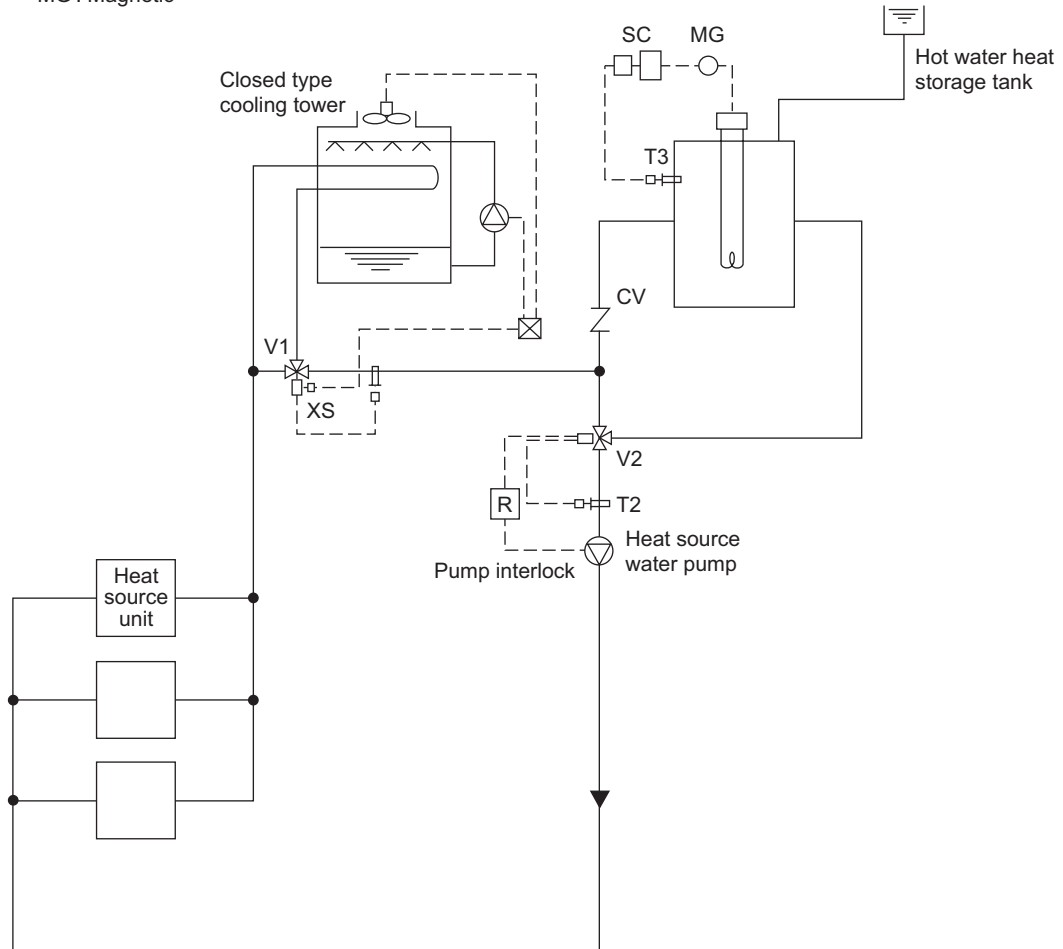 MG : Magnetic
SC
MG
Hot water heat
storage tank
Closed type
cooling tower
T3
CV
V1
XS
V2
R
T2
Heat source
water pump
Pump interlock
Heat
source
unit